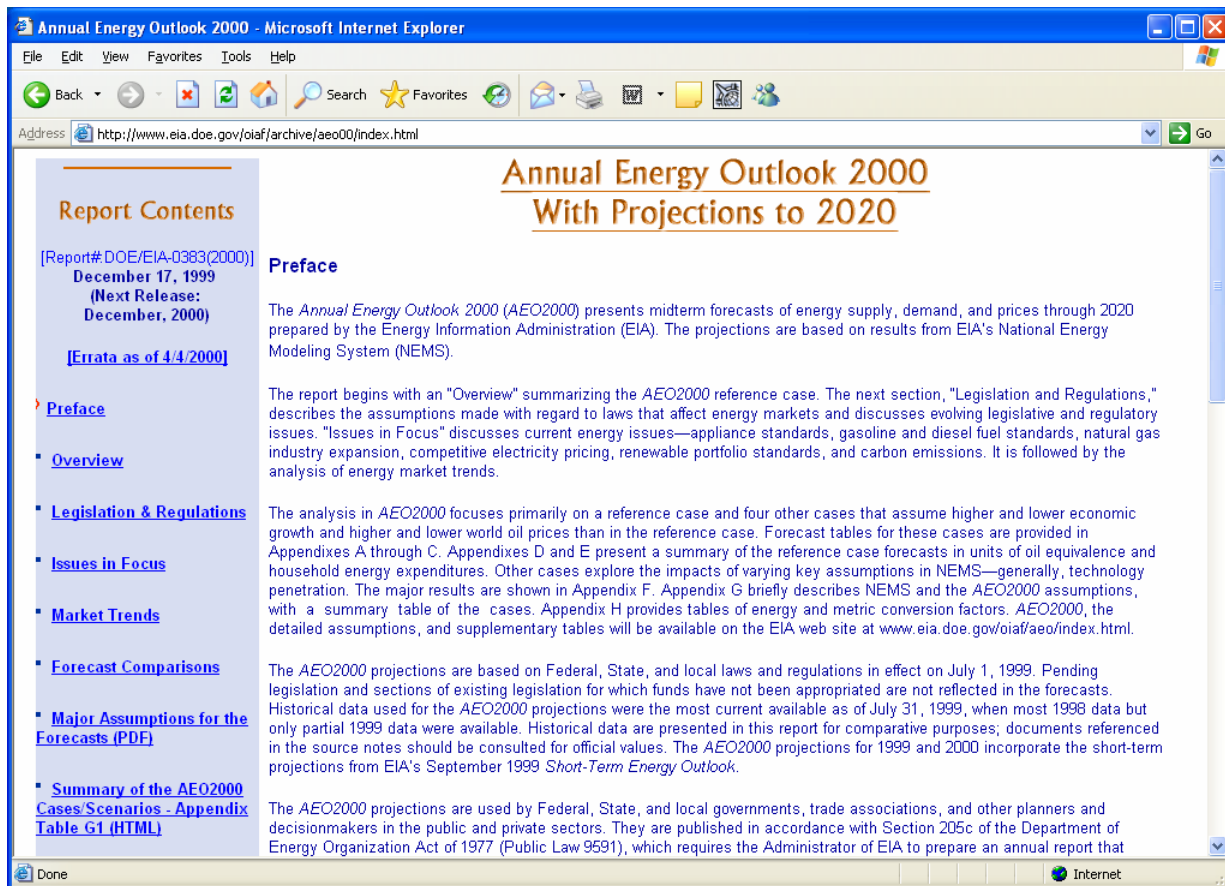 Annual Energy Outlook 2000 - Microsoft Internet Explorer
File Edit View Favorites Tools Help
Back Search Favorites
Address http://www.eia.doe.gov/oiaf/archive/aeo00/index.html Go
Report Contents
[Report#:DOE/EIA-0383(2000)]
December 17, 1999
(Next Release:
December, 2000)
[Errata as of 4/4/2000]
Preface
Overview
Legislation & Regulations
Issues in Focus
Market Trends
Forecast Comparisons
Major Assumptions for the
Forecasts (PDF)
Summary of the AEO2000
Cases/Scenarios - Appendix
Table G1 (HTML)
Annual Energy Outlook 2000
With Projections to 2020
Preface
The Annual Energy Outlook 2000 (AEO2000) presents midterm forecasts of energy supply, demand, and prices through 2020
prepared by the Energy Information Administration (EIA). The projections are based on results from EIA's National Energy
Modeling System (NEMS).
The report begins with an "Overview" summarizing the AEO2000 reference case. The next section, "Legislation and Regulations,"
describes the assumptions made with regard to laws that affect energy markets and discusses evolving legislative and regulatory
issues. "Issues in Focus" discusses current energy issues—appliance standards, gasoline and diesel fuel standards, natural gas
industry expansion, competitive electricity pricing, renewable portfolio standards, and carbon emissions. It is followed by the
analysis of energy market trends.
The analysis in AEO2000 focuses primarily on a reference case and four other cases that assume higher and lower economic
growth and higher and lower world oil prices than in the reference case. Forecast tables for these cases are provided in
Appendixes A through C. Appendixes D and E present a summary of the reference case forecasts in units of oil equivalence and
household energy expenditures. Other cases explore the impacts of varying key assumptions in NEMS—generally, technology
penetration. The major results are shown in Appendix F. Appendix G briefly describes NEMS and the AEO2000 assumptions,
with a summary table of the cases. Appendix H provides tables of energy and metric conversion factors. AEO2000, the
detailed assumptions, and supplementary tables will be available on the EIA web site at www.eia.doe.gov/oiaf/aeo/index.html.
The AEO2000 projections are based on Federal, State, and local laws and regulations in effect on July 1, 1999. Pending
legislation and sections of existing legislation for which funds have not been appropriated are not reflected in the forecasts.
Historical data used for the AEO2000 projections were the most current available as of July 31, 1999, when most 1998 data but
only partial 1999 data were available. Historical data are presented in this report for comparative purposes; documents referenced
in the source notes should be consulted for official values. The AEO2000 projections for 1999 and 2000 incorporate the short-term
projections from EIA's September 1999 Short-Term Energy Outlook.
The AEO2000 projections are used by Federal, State, and local governments, trade associations, and other planners and
decisionmakers in the public and private sectors. They are published in accordance with Section 205c of the Department of
Energy Organization Act of 1977 (Public Law 9591), which requires the Administrator of EIA to prepare an annual report that
Done Internet